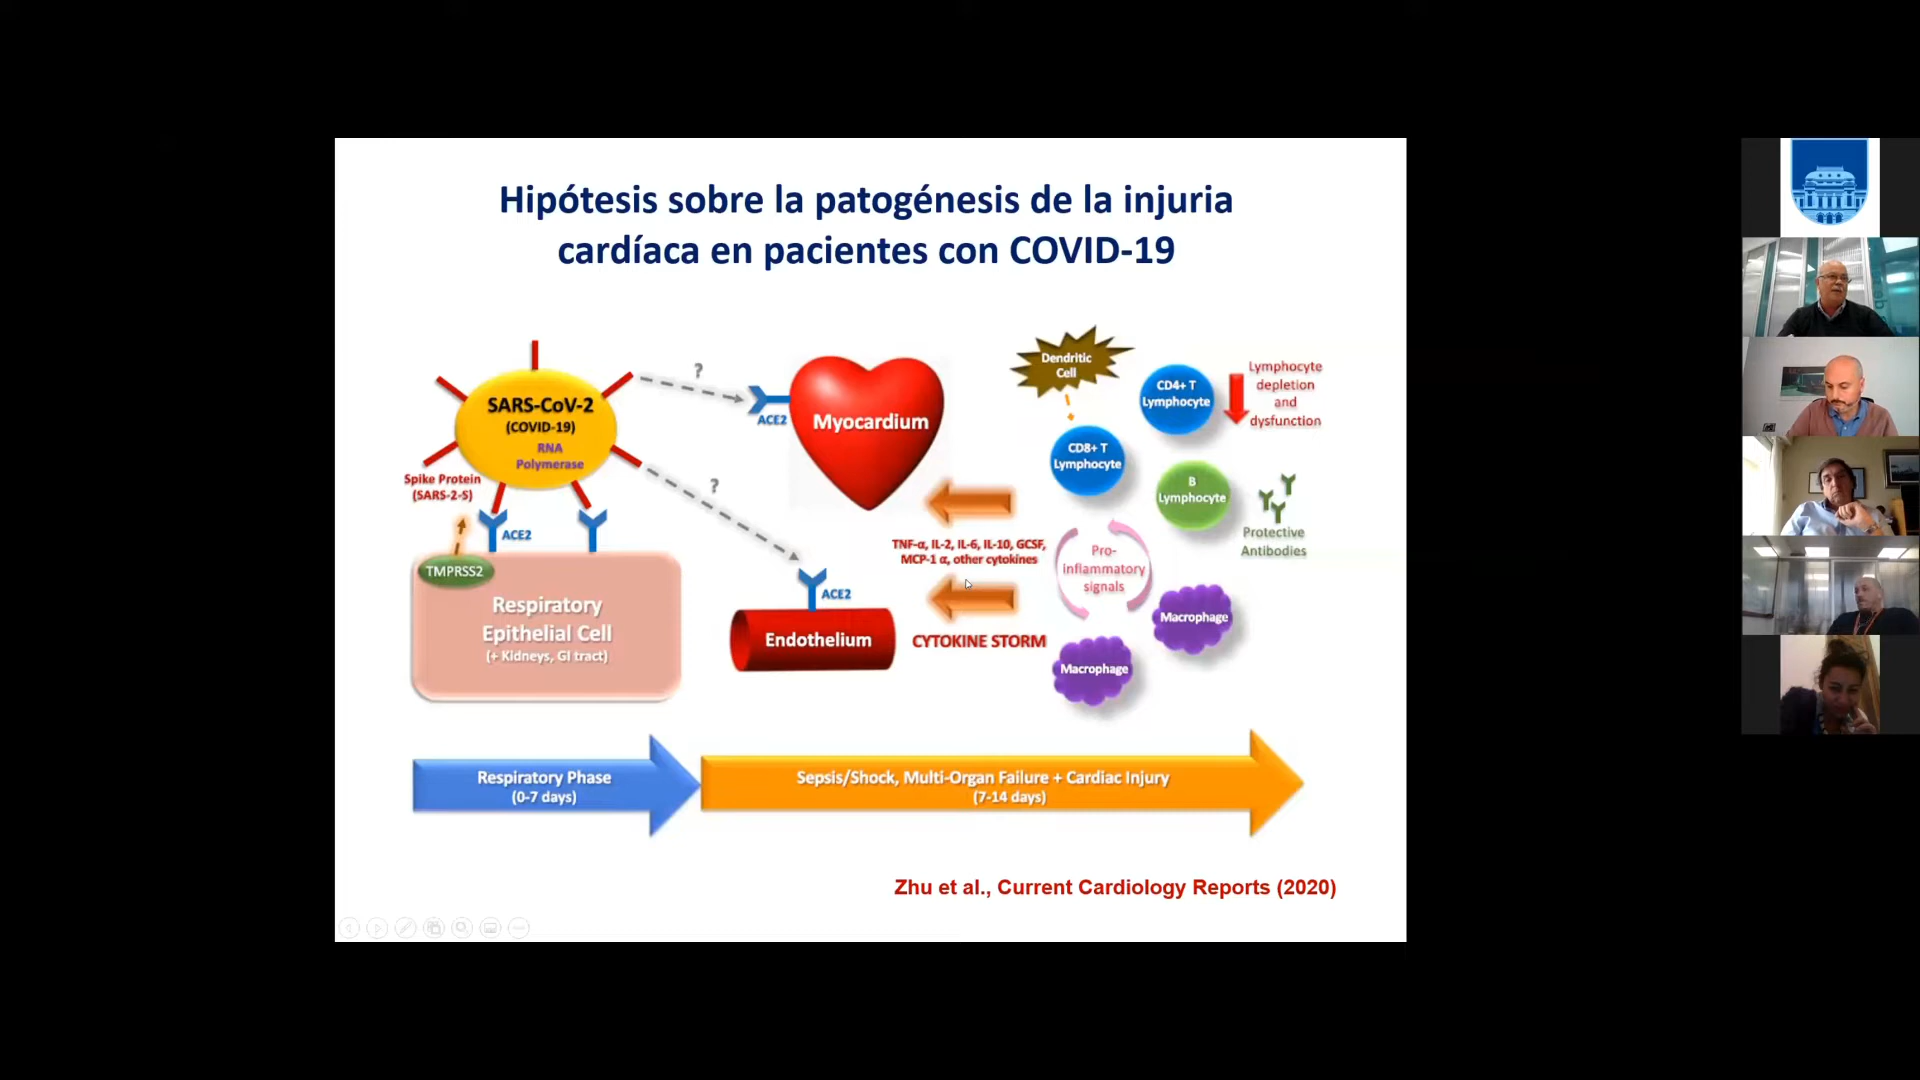 Hipótesis sobre la patogénesis de la injuria
cardíaca en pacientes con COVID-19
SARS-CoV-2
(COVID-19)
RNA
Polymerase
Spike Protein
(SARS-2-S)
ACE2
TMPRSS2
Respiratory
Epithelial Cell
(+ Kidneys, GI tract)
?
ACE2
Myocardium
?
ACE2
Endothelium
TNF-α, IL-2, IL-6, IL-10, GCSF,
MCP-1 α, other cytokines
CYTOKINE STORM
Dendritic
Cell
CD4+ T
Lymphocyte
Lymphocyte
depletion
and
dysfunction
CD8+ T
Lymphocyte
B
Lymphocyte
Protective
Antibodies
Pro-
inflammatory
signals
Macrophage
Macrophage
Respiratory Phase
(0-7 days)
Sepsis/Shock, Multi-Organ Failure + Cardiac Injury
(7-14 days)
Zhu et al., Current Cardiology Reports (2020)